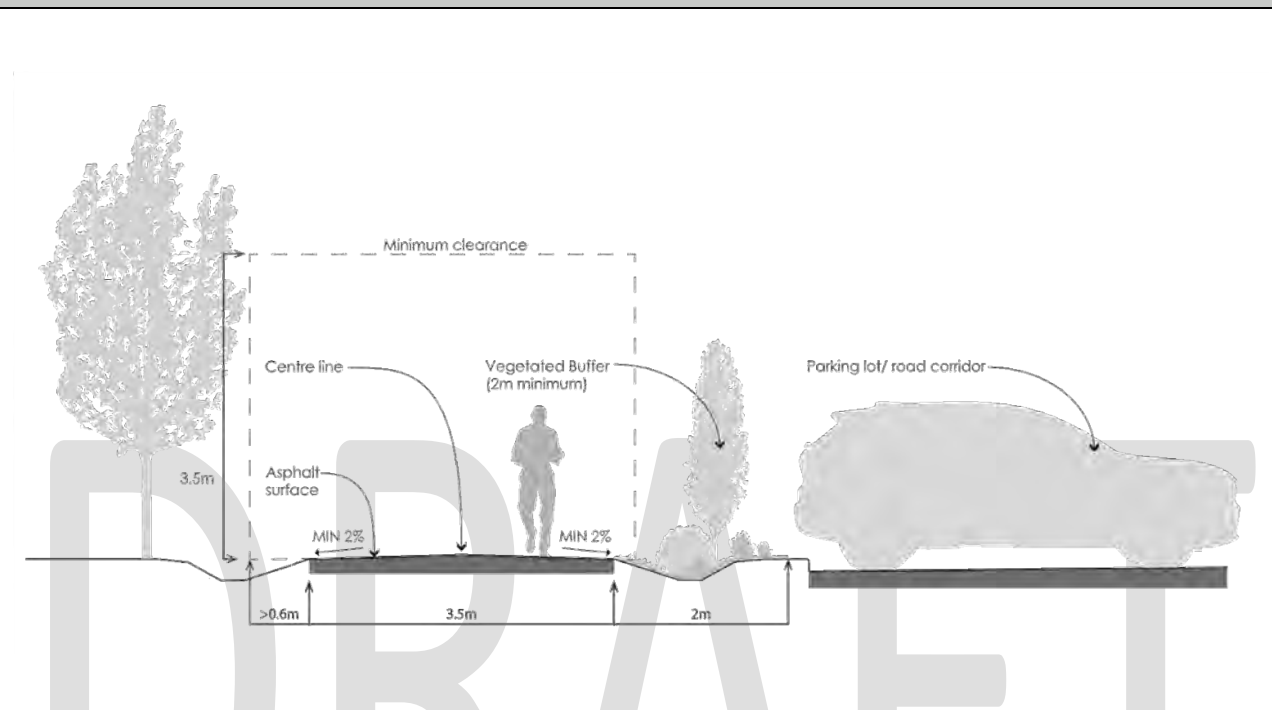 Minimum clearance
Centre line
Vegetated Buffer
(2m minimum)
Parking lot/ road corridor
3.5m
Asphalt
surface
MIN 2%
MIN 2%
>0.6m
3.5m
2m
DRAFT